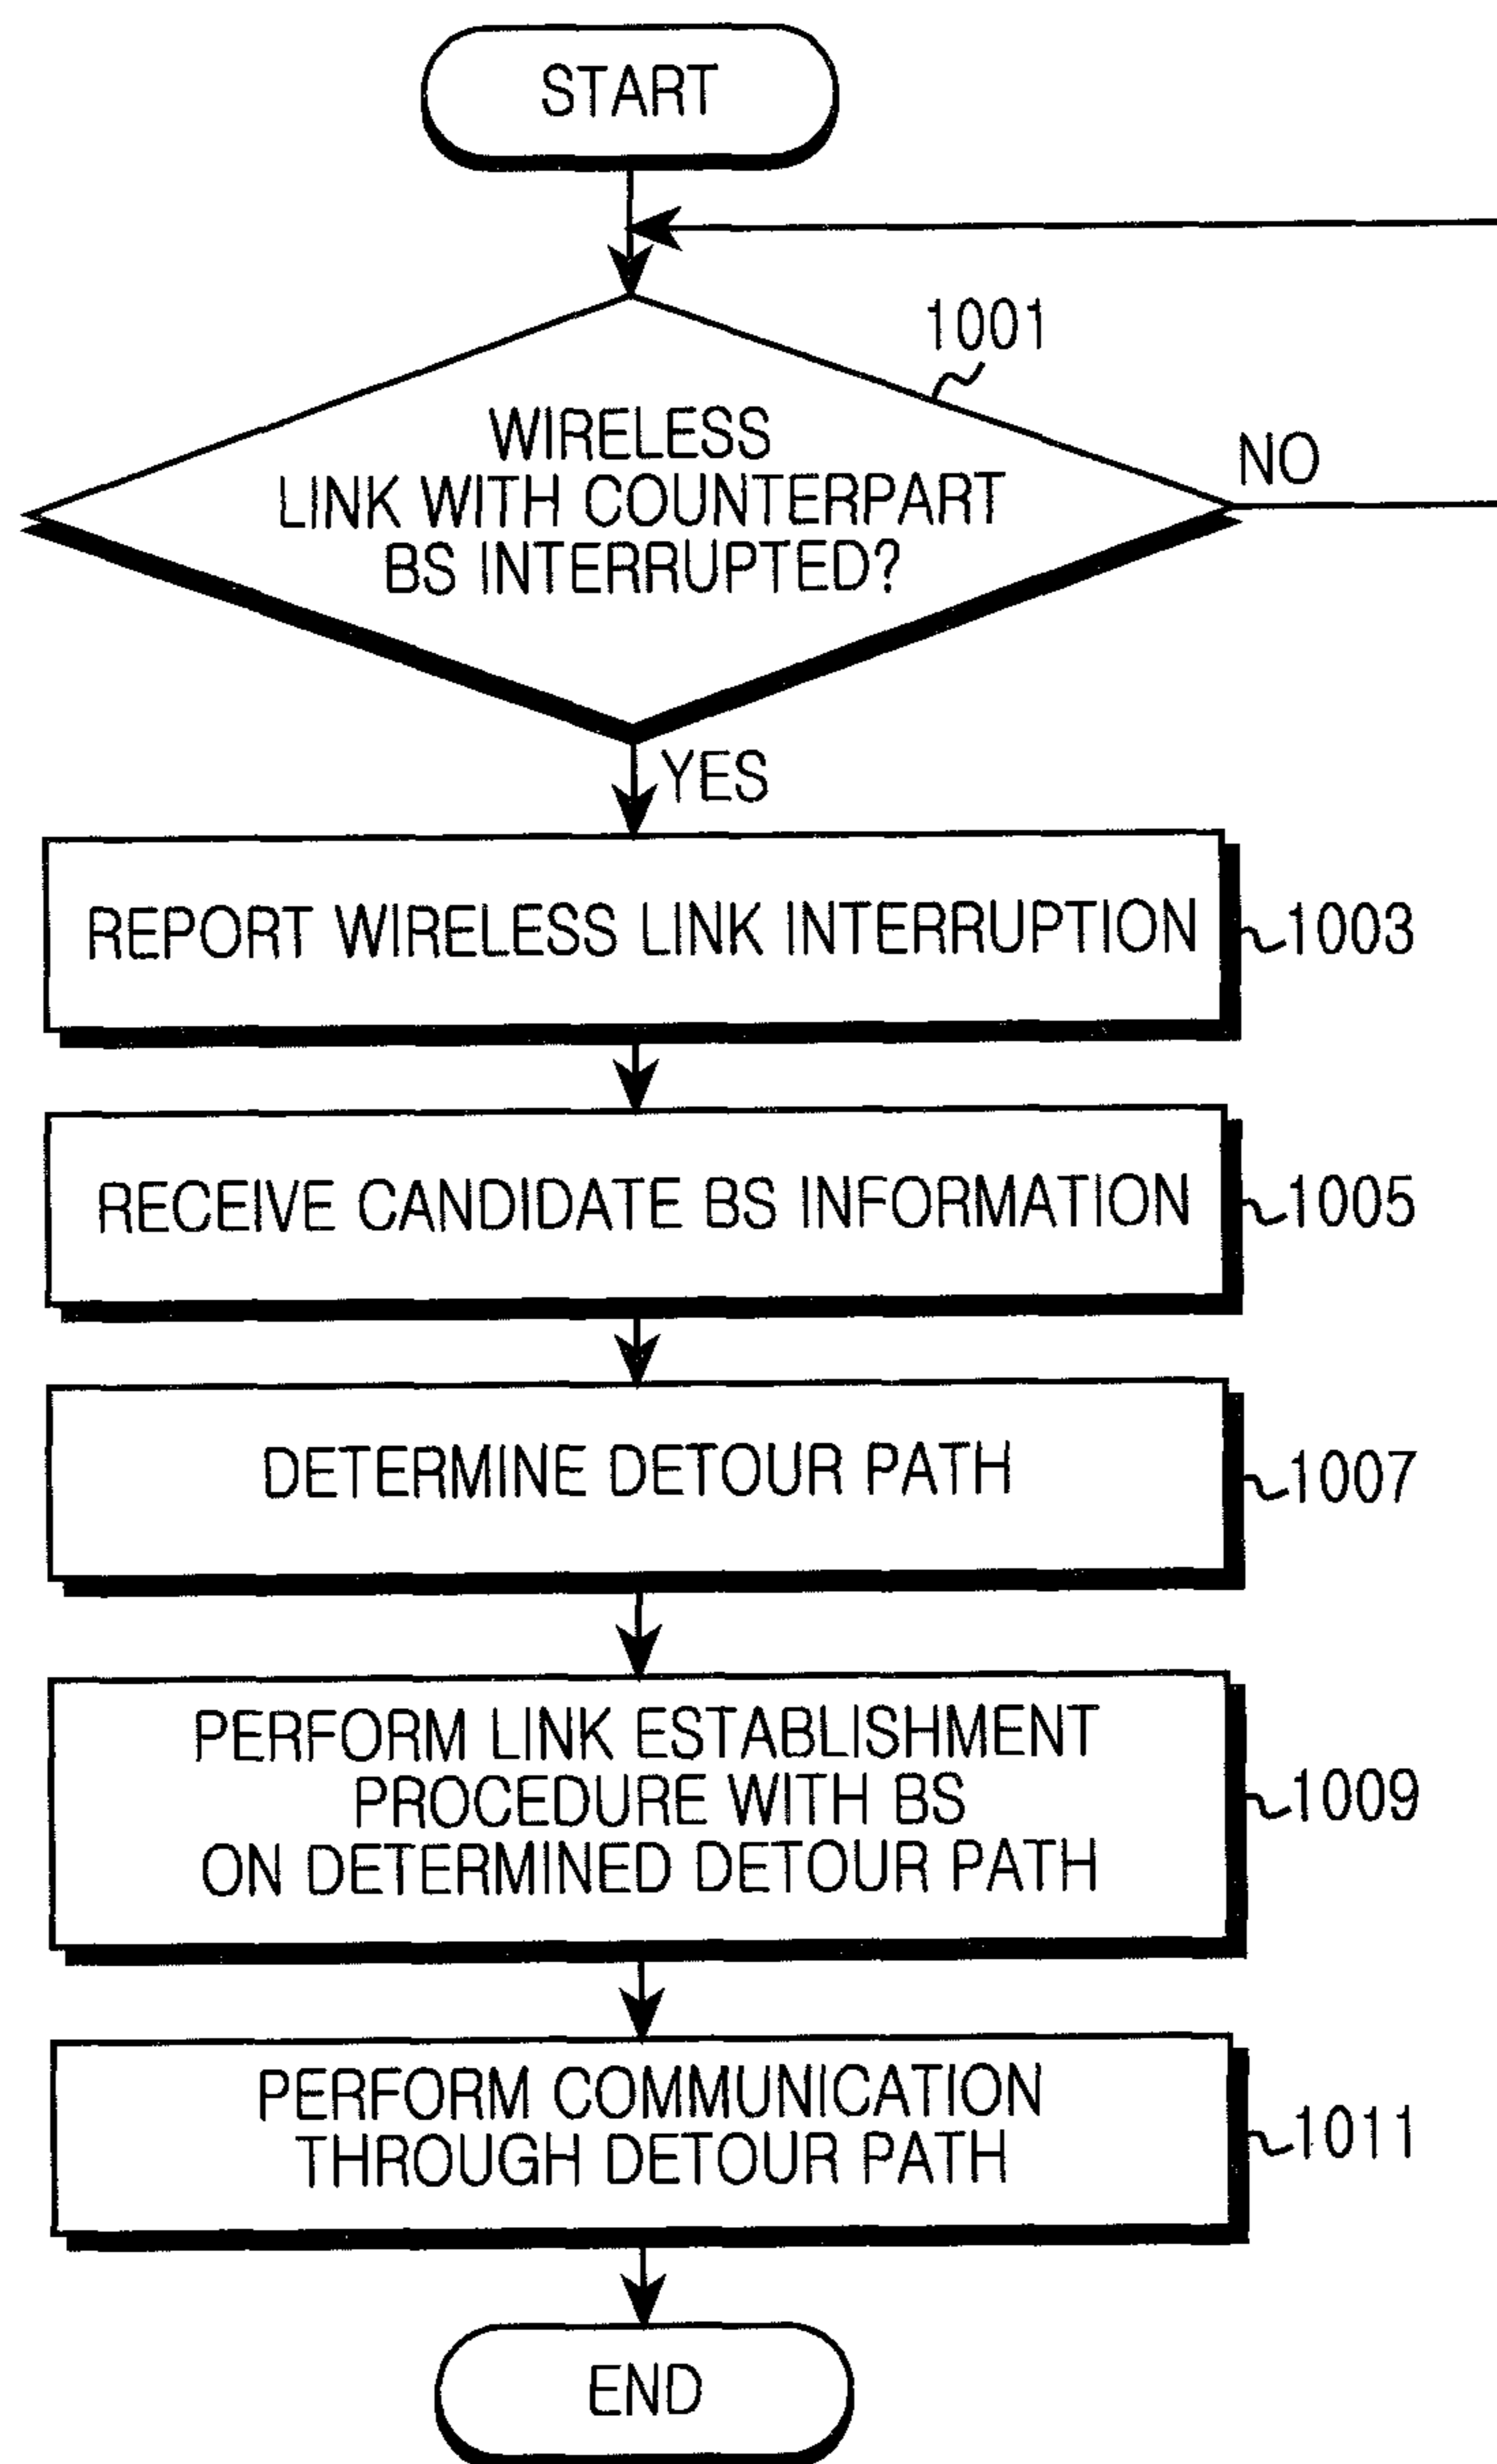 START
1001
WIRELESS
LINK WITH COUNTERPART
BS INTERRUPTED?
NO
YES
REPORT WIRELESS LINK INTERRUPTION
1003
RECEIVE CANDIDATE BS INFORMATION
1005
DETERMINE DETOUR PATH
1007
PERFORM LINK ESTABLISHMENT
PROCEDURE WITH BS
ON DETERMINED DETOUR PATH
1009
PERFORM COMMUNICATION
THROUGH DETOUR PATH
1011
END